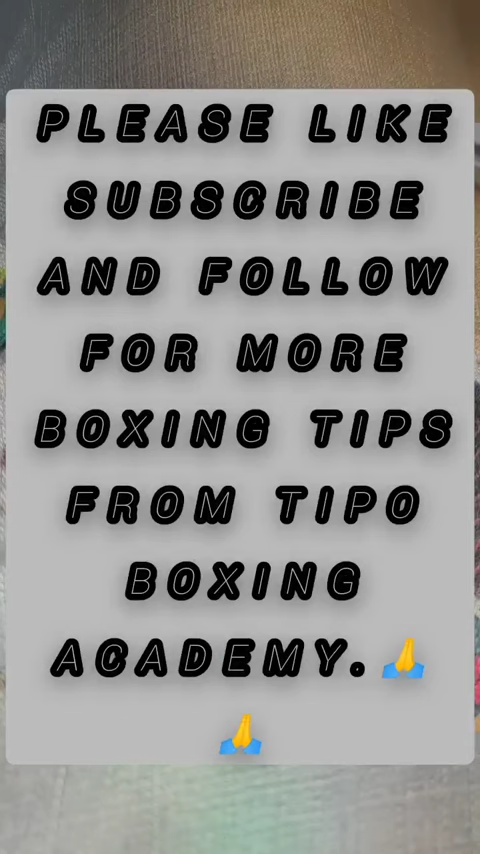 PLEASE LIKE
SUBSCRIBE
AND FOLLOW
FOR MORE
BOXING TIPS
FROM TIPO
BOXING
ACADEMY.🙏
🙏